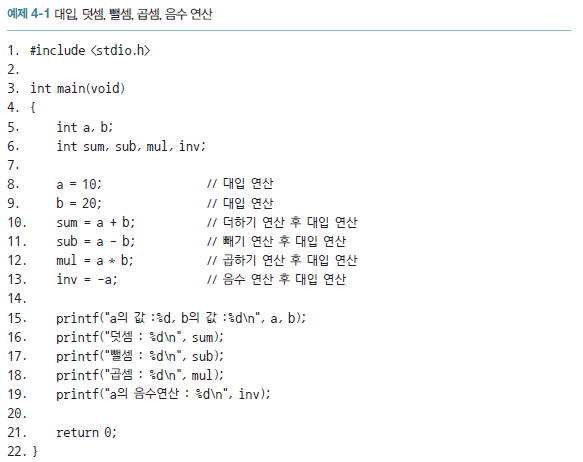 예제 4-1 대입, 덧셈, 뺄셈, 곱셈, 음수 연산
1. #include <stdio.h>
2.
3. int main(void)
4. {
5. int a, b;
6. int sum, sub, mul, inv;
7.
8. a = 10; // 대입 연산
9. b = 20; // 대입 연산
10. sum = a + b; // 더하기 연산 후 대입 연산
11. sub = a - b; // 빼기 연산 후 대입 연산
12. mul = a * b; // 곱하기 연산 후 대입 연산
13. inv = -a; // 음수 연산 후 대입 연산
14.
15. printf("a의 값 :%d, b의 값 :%d\n", a, b);
16. printf("덧셈 : %d\n", sum);
17. printf("뺄셈 : %d\n", sub);
18. printf("곱셈 : %d\n", mul);
19. printf("a의 음수연산 : %d\n", inv);
20.
21. return 0;
22. }